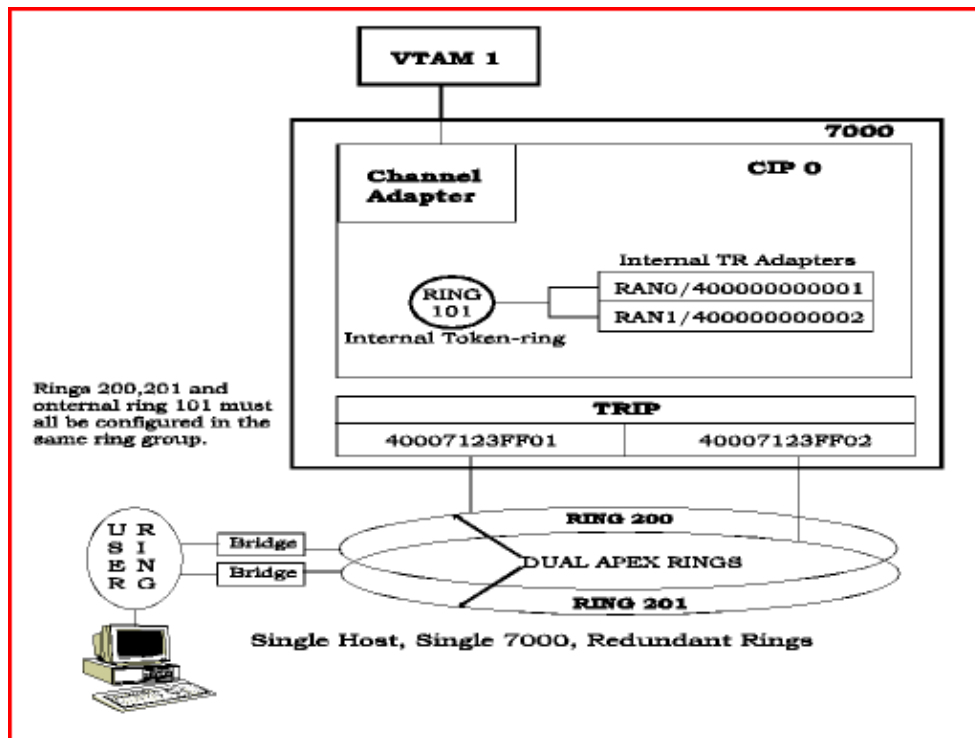 VTAM 1
7000
CIP 0
Channel
Adapter
Internal TR Adapters
RAN0/400000000001
RAN1/400000000002
RING
101
Internal Token-ring
Rings 200,201 and
onternal ring 101 must
all be configured in the
same ring group.
TRIP
40007123FF01
40007123FF02
USER
RING
Bridge
Bridge
RING 200
DUAL APEX RINGS
RING 201
Single Host, Single 7000, Redundant Rings